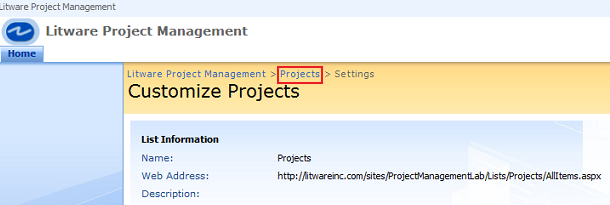 Litware Project Management
Litware Project Management
Home
Litware Project Management > Projects > Settings
Customize Projects
List Information
Name: Projects
Web Address: http://litwareinc.com/sites/ProjectManagementLab/Lists/Projects/AllItems.aspx
Description: